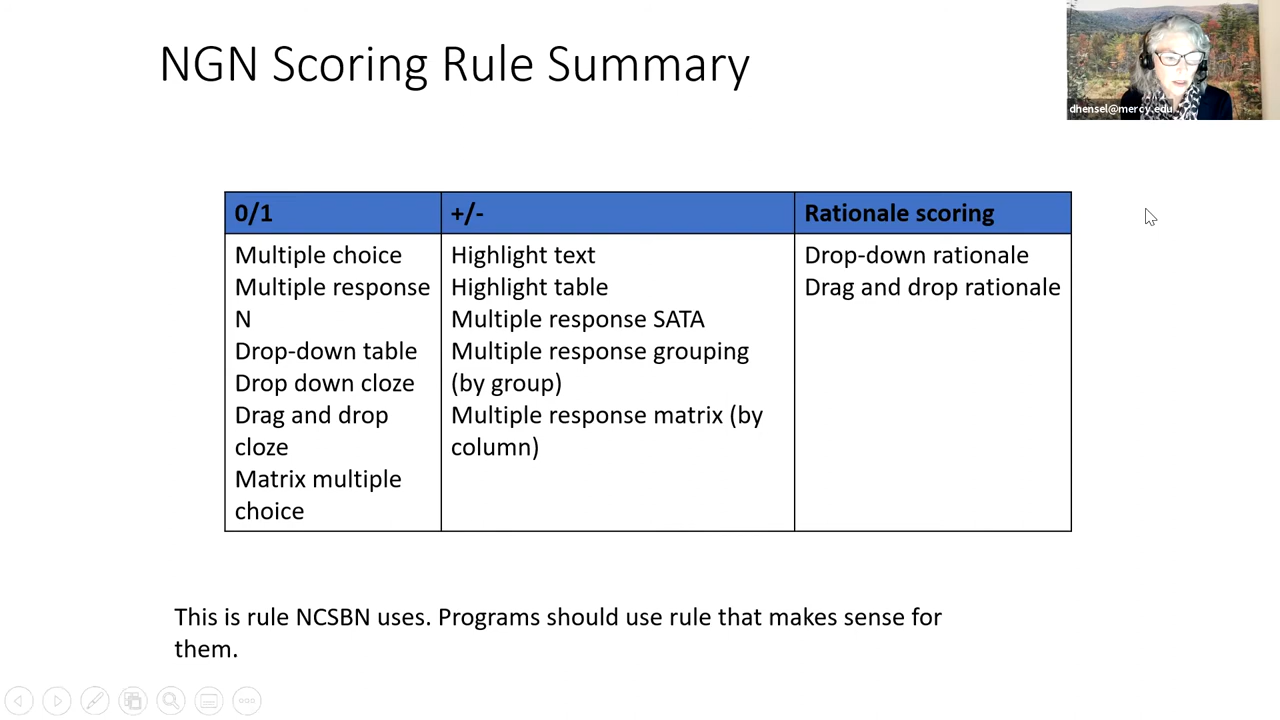 NGN Scoring Rule Summary
dhensel@mercy.edu
0/1
+/-
Rationale scoring
Multiple choice
Multiple response
N
Drop-down table
Drop down cloze
Drag and drop
cloze
Matrix multiple
choice
Highlight text
Highlight table
Multiple response SATA
Multiple response grouping
(by group)
Multiple response matrix (by
column)
Drop-down rationale
Drag and drop rationale
This is rule NCSBN uses. Programs should use rule that makes sense for
them.